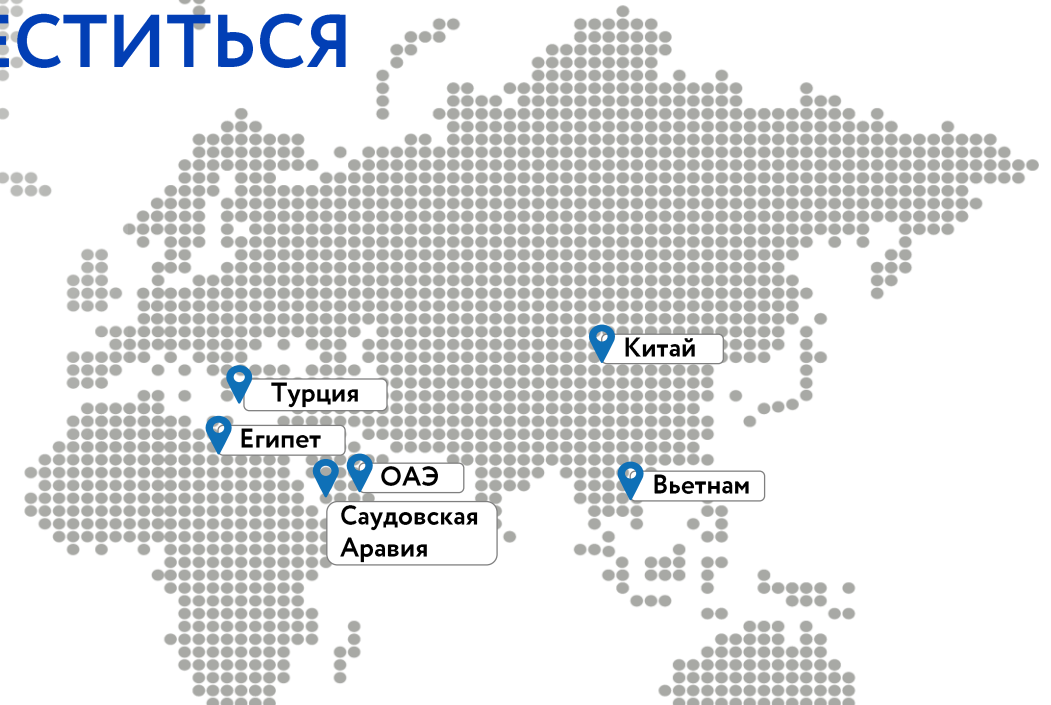 ЕСТИТЬСЯ
Китай
Турция
Египет
ОАЭ
Вьетнам
Саудовская
Аравия